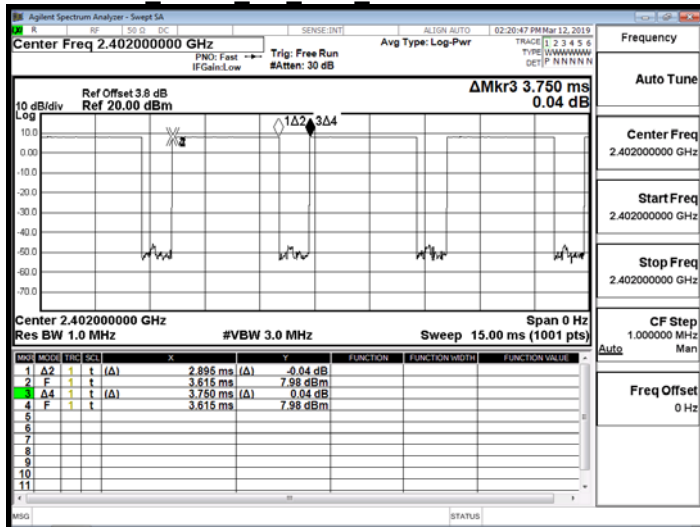 Agilent Spectrum Analyzer - Swept SA
R RF 50 Ω DC SENSE:INT ALIGN AUTO 02:20:47 PM Mar 12, 2019
Center Freq 2.402000000 GHz
PNO: Fast
IFGain:Low
Trig: Free Run
#Atten: 30 dB
Avg Type: Log-Pwr
TRACE 1 2 3 4 5 6
TYPE WWWWWW
DET P N N N N N
Ref Offset 3.8 dB
Ref 20.00 dBm
ΔMkr3 3.750 ms
0.04 dB
10 dB/div
Log
10.0
0.00
-10.0
-20.0
-30.0
-40.0
-50.0
-60.0
-70.0
1Δ2 3Δ4
Center 2.402000000 GHz Span 0 Hz
Res BW 1.0 MHz #VBW 3.0 MHz Sweep 15.00 ms (1001 pts)
MKR MODE TRC SCL X Y FUNCTION FUNCTION WIDTH FUNCTION VALUE
1 Δ2 1 t (Δ) 2.895 ms (Δ) -0.04 dB
2 F 1 t 3.615 ms 7.98 dBm
3 Δ4 1 t (Δ) 3.750 ms (Δ) 0.04 dB
4 F 1 t 3.615 ms 7.98 dBm
5
6
7
8
9
10
11
MSG STATUS
Frequency
Auto Tune
Center Freq
2.402000000 GHz
Start Freq
2.402000000 GHz
Stop Freq
2.402000000 GHz
CF Step
1.000000 MHz
Auto Man
Freq Offset
0 Hz